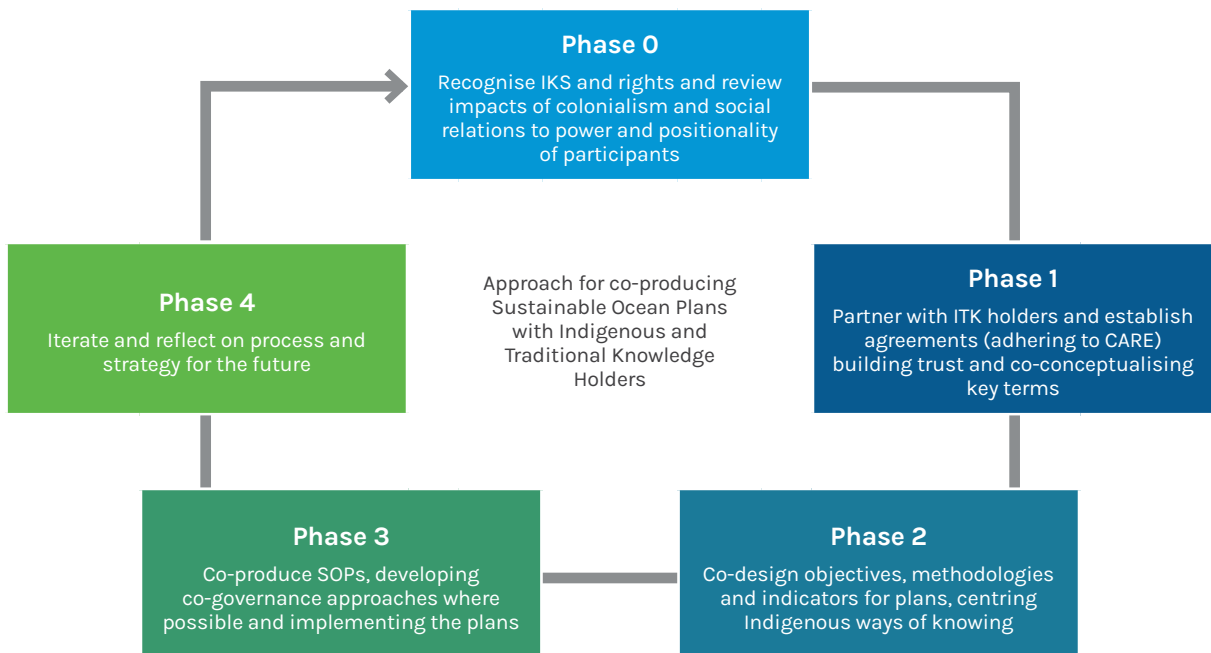 Phase 0
Recognise IKS and rights and review
impacts of colonialism and social
relations to power and positionality
of participants
Phase 1
Partner with ITK holders and establish
agreements (adhering to CARE)
building trust and co-conceptualising
key terms
Phase 2
Co-design objectives, methodologies
and indicators for plans, centring
Indigenous ways of knowing
Phase 3
Co-produce SOPs, developing
co-governance approaches where
possible and implementing the plans
Phase 4
Iterate and reflect on process and
strategy for the future
Approach for co-producing
Sustainable Ocean Plans
with Indigenous and
Traditional Knowledge
Holders